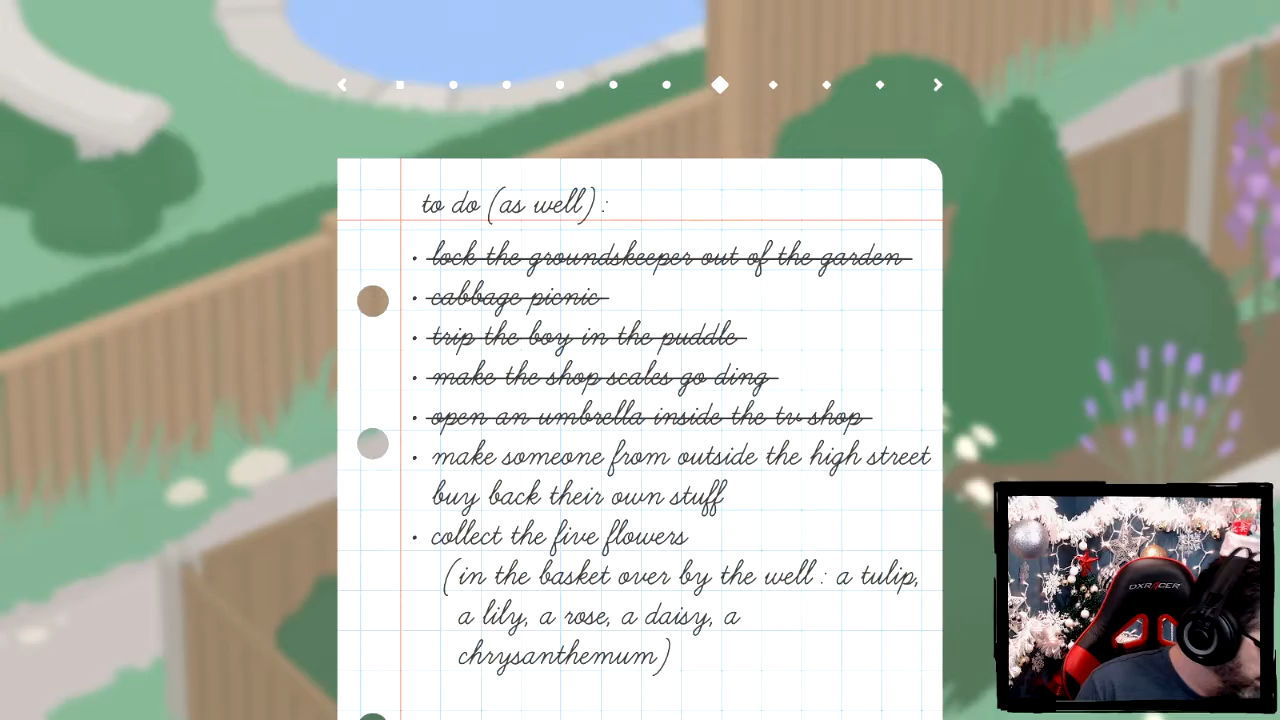 to do (as well) :
• lock the groundskeeper out of the garden
• cabbage picnic
• trip the boy in the puddle
• make the shop scales go ding
• open an umbrella inside the tv shop
• make someone from outside the high street
buy back their own stuff
• collect the five flowers
(in the basket over by the well : a tulip,
a lily, a rose, a daisy, a
chrysanthemum)
DXRACER